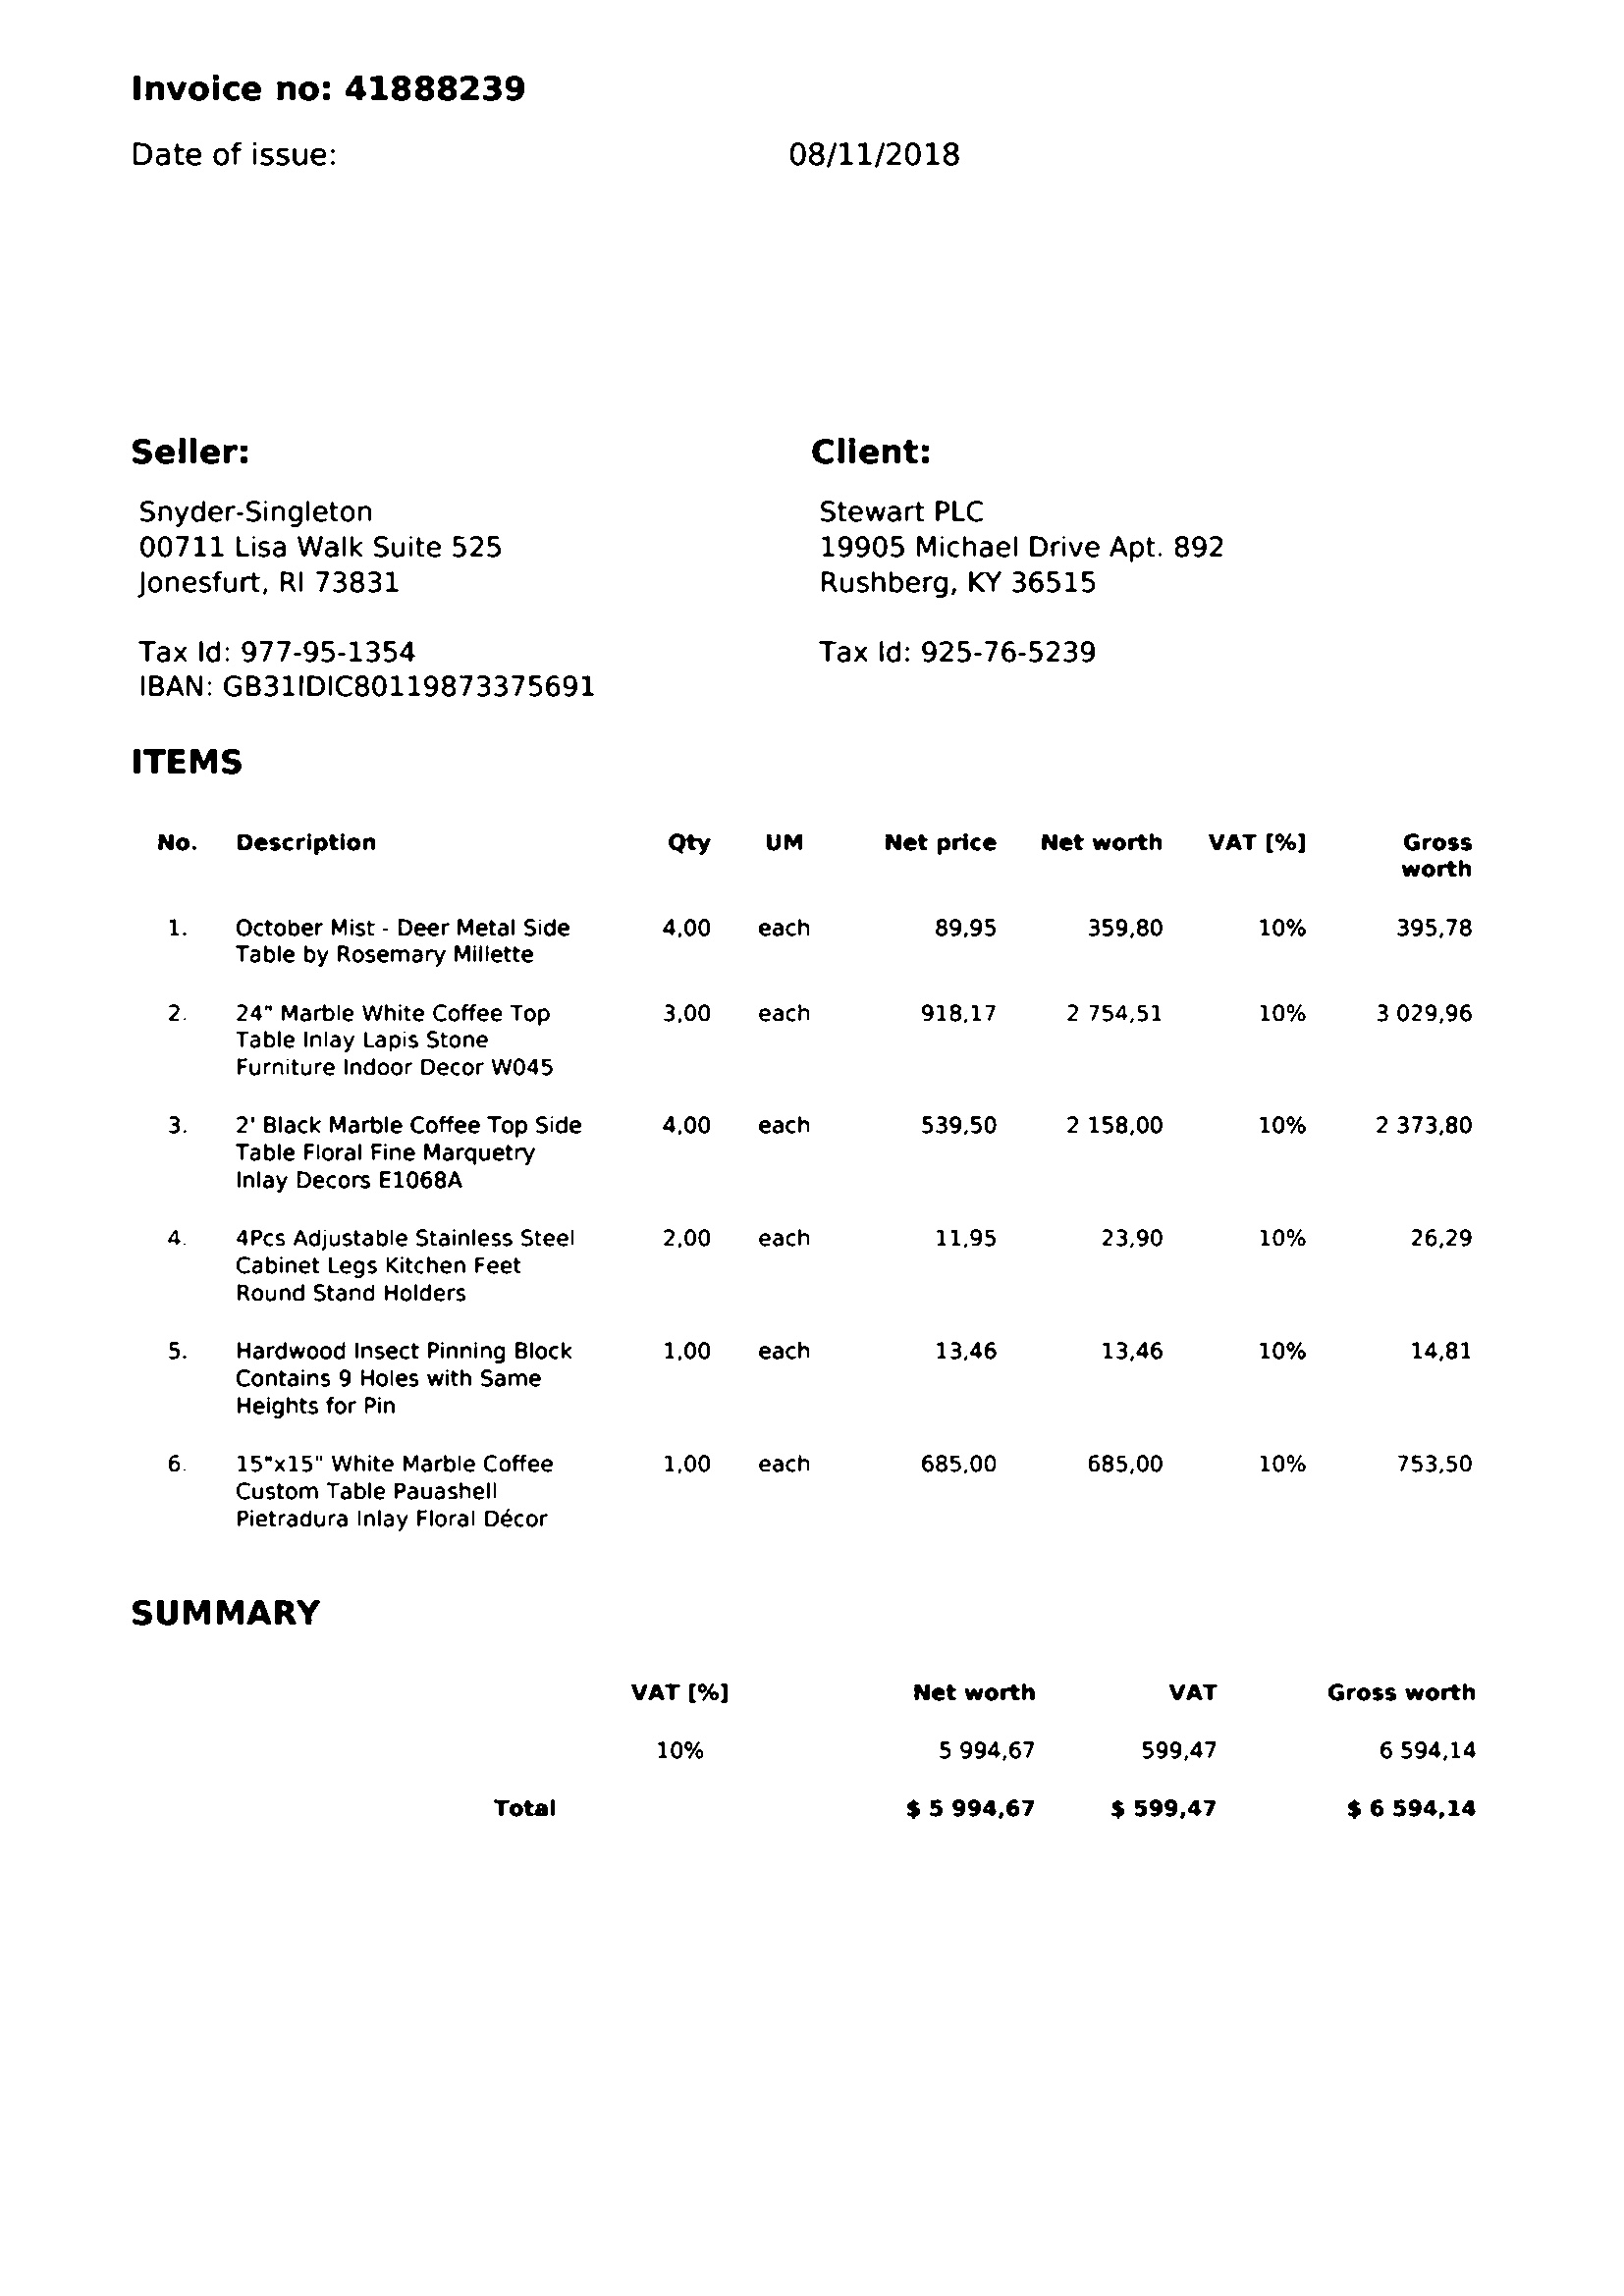 Invoice no: 41888239
Date of issue: 08/11/2018
Seller: Client:
Snyder-Singleton Stewart PLC
00711 Lisa Walk Suite 525 19905 Michael Drive Apt. 892
Jonesfurt, RI 73831 Rushberg, KY 36515
Tax Id: 977-95-1354 Tax Id: 925-76-5239
IBAN: GB31IDIC80119873375691
ITEMS
No. Description Qty UM Net price Net worth VAT [%] Gross
worth
1. October Mist - Deer Metal Side 4,00 each 89,95 359,80 10% 395,78
Table by Rosemary Millette
2. 24" Marble White Coffee Top 3,00 each 918,17 2 754,51 10% 3 029,96
Table Inlay Lapis Stone
Furniture Indoor Decor W045
3. 2' Black Marble Coffee Top Side 4,00 each 539,50 2 158,00 10% 2 373,80
Table Floral Fine Marquetry
Inlay Decors E1068A
4. 4Pcs Adjustable Stainless Steel 2,00 each 11,95 23,90 10% 26,29
Cabinet Legs Kitchen Feet
Round Stand Holders
5. Hardwood Insect Pinning Block 1,00 each 13,46 13,46 10% 14,81
Contains 9 Holes with Same
Heights for Pin
6. 15"x15" White Marble Coffee 1,00 each 685,00 685,00 10% 753,50
Custom Table Pauashell
Pietradura Inlay Floral Décor
SUMMARY
VAT [%] Net worth VAT Gross worth
10% 5 994,67 599,47 6 594,14
Total $ 5 994,67 $ 599,47 $ 6 594,14